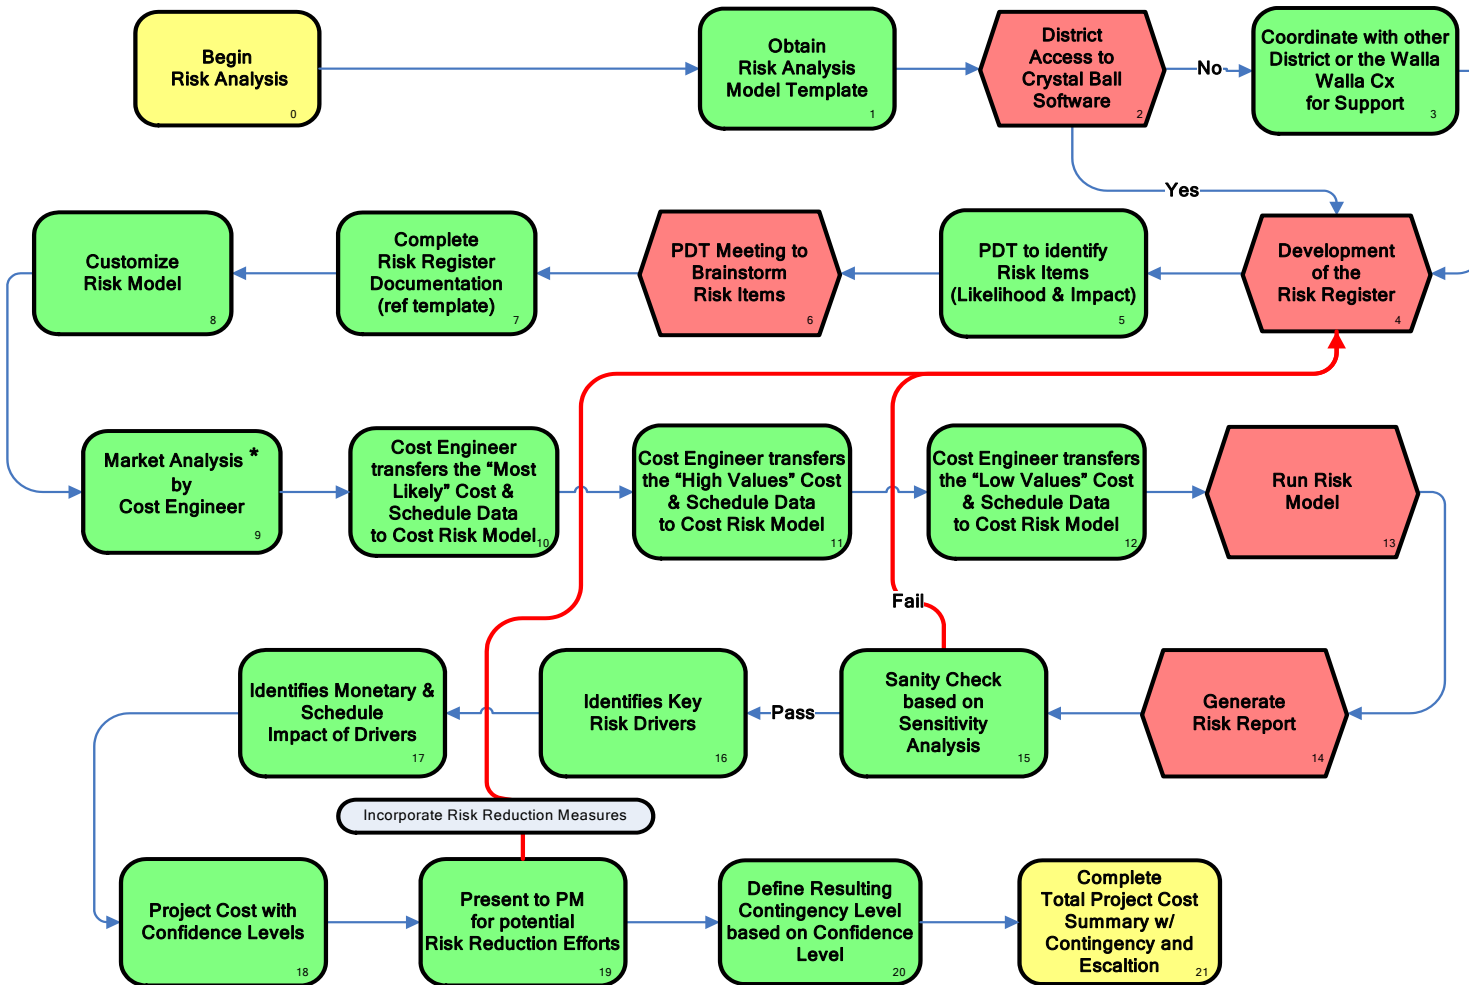 Begin
Risk Analysis
0
Obtain
Risk Analysis
Model Template
1
District
Access to
Crystal Ball
Software
2
No
Coordinate with other
District or the Walla
Walla Cx
for Support
3
Yes
Customize
Risk Model
8
Complete
Risk Register
Documentation
(ref template)
7
PDT Meeting to
Brainstorm
Risk Items
6
PDT to identify
Risk Items
(Likelihood & Impact)
5
Development
of the
Risk Register
4
Market Analysis *
by
Cost Engineer
9
Cost Engineer
transfers the “Most
Likely” Cost &
Schedule Data
to Cost Risk Model
10
Cost Engineer transfers
the “High Values” Cost
& Schedule Data
to Cost Risk Model
11
Cost Engineer transfers
the “Low Values” Cost
& Schedule Data
to Cost Risk Model
12
Run Risk
Model
13
Fail
Identifies Monetary &
Schedule
Impact of Drivers
17
Identifies Key
Risk Drivers
16
Pass
Sanity Check
based on
Sensitivity
Analysis
15
Generate
Risk Report
14
Incorporate Risk Reduction Measures
Project Cost with
Confidence Levels
18
Present to PM
for potential
Risk Reduction Efforts
19
Define Resulting
Contingency Level
based on Confidence
Level
20
Complete
Total Project Cost
Summary w/
Contingency and
Escaltion
21